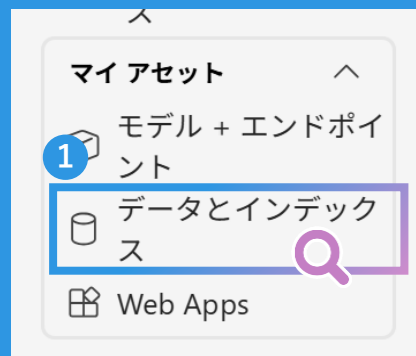 ス
マイ アセット
モデル + エンドポイ
ント
1
データとインデック
ス
Web Apps